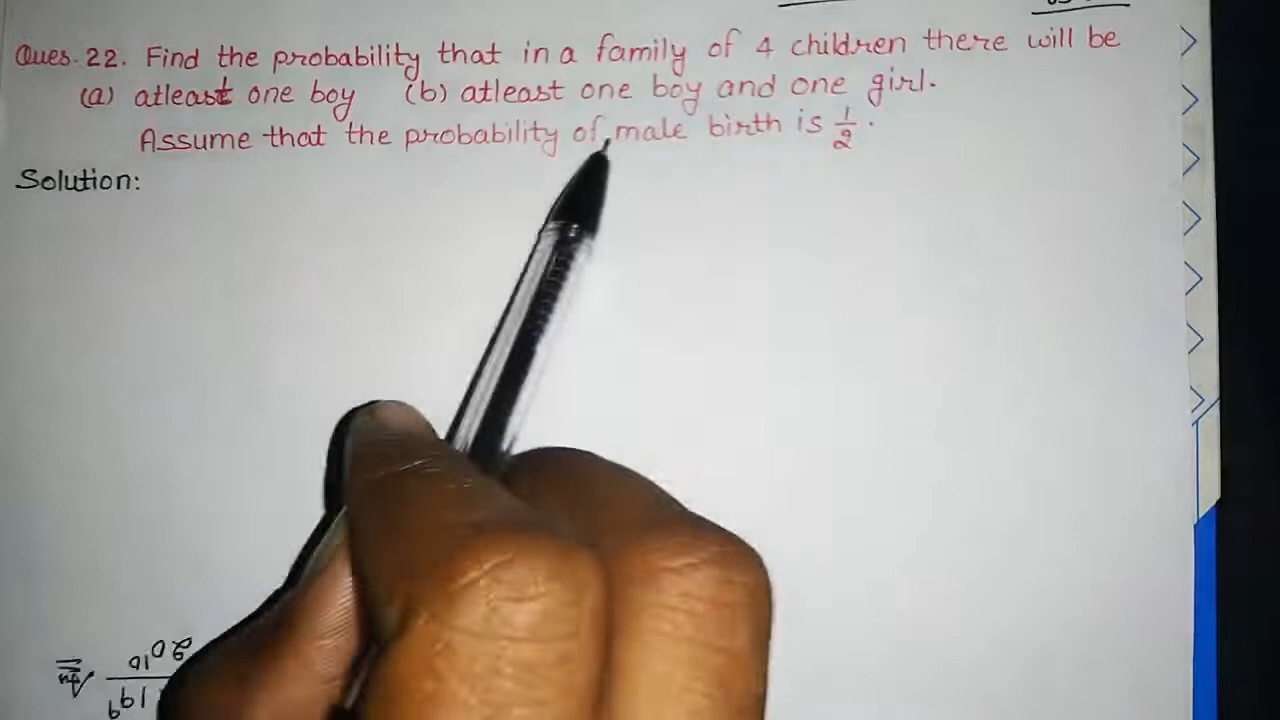 Ques. 22. Find the probability that in a family of 4 children there will be
(a) atleast one boy (b) atleast one boy and one girl.
Assume that the probability of male birth is 1/2.
Solution: